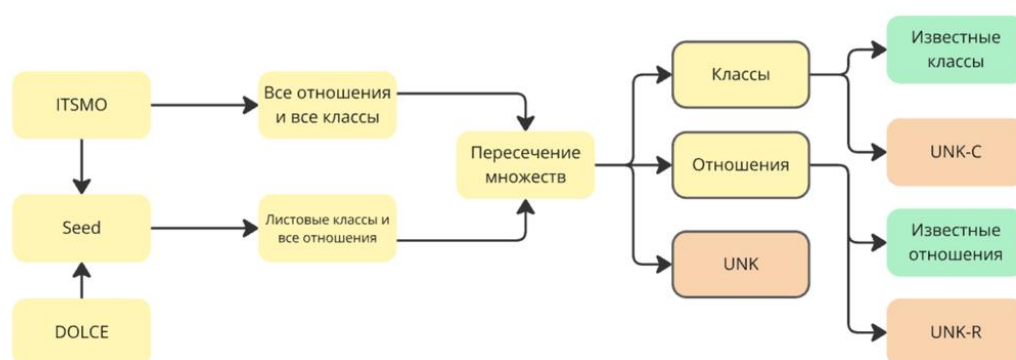 ITSMO
Все отношения
и все классы
Seed
Листовые классы и
все отношения
DOLCE
Пересечение
множеств
Классы
Отношения
UNK
Известные
классы
UNK-C
Известные
отношения
UNK-R